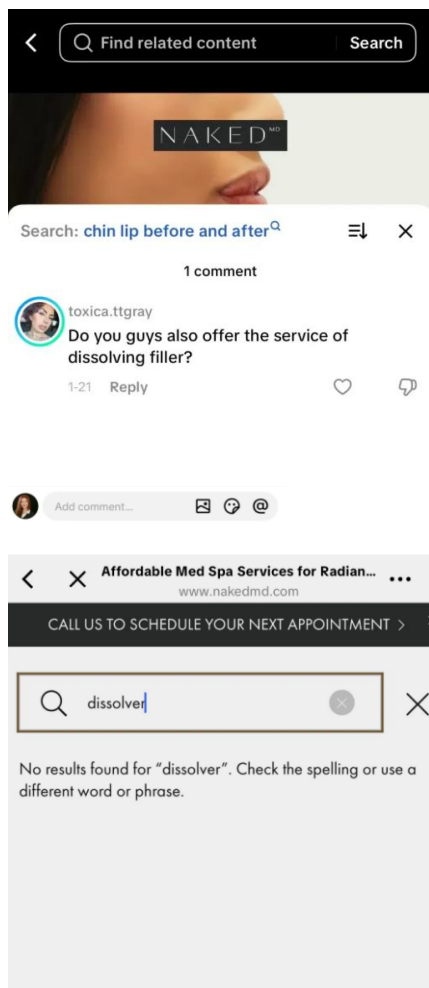 Find related content
Search
NAKED MD
Search: chin lip before and after
1 comment
toxica.ttgray
Do you guys also offer the service of
dissolving filler?
1-21 Reply
Add comment...
Affordable Med Spa Services for Radian...
www.nakedmd.com
CALL US TO SCHEDULE YOUR NEXT APPOINTMENT >
dissolver
No results found for “dissolver”. Check the spelling or use a
different word or phrase.